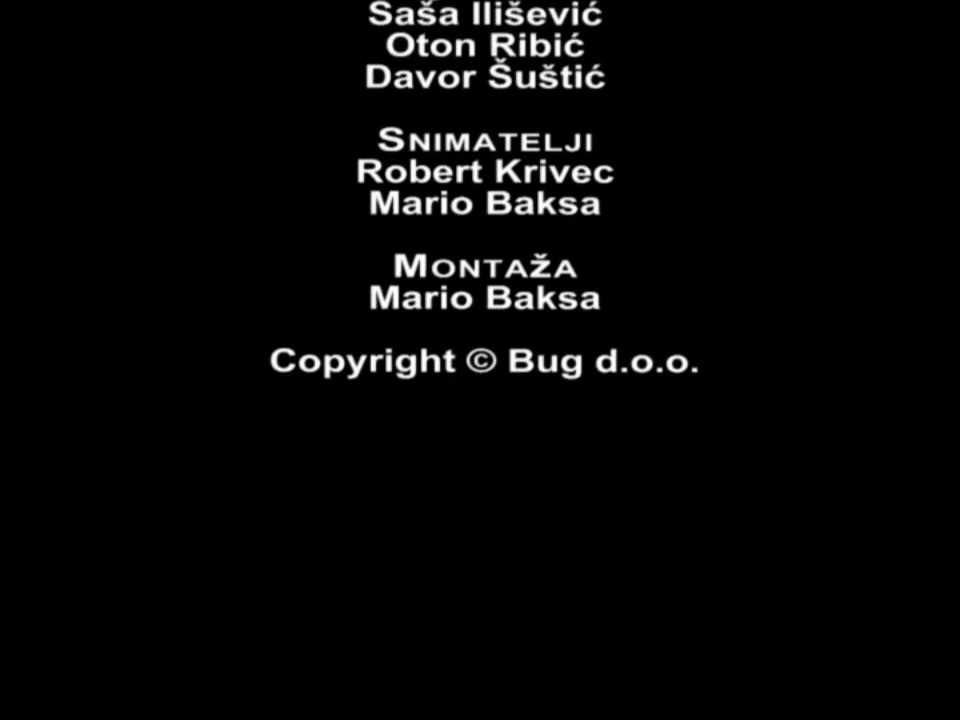 Saša Ilišević
Oton Ribić
Davor Šuštić
SNIMATELJI
Robert Krivec
Mario Baksa
MONTAŽA
Mario Baksa
Copyright © Bug d.o.o.